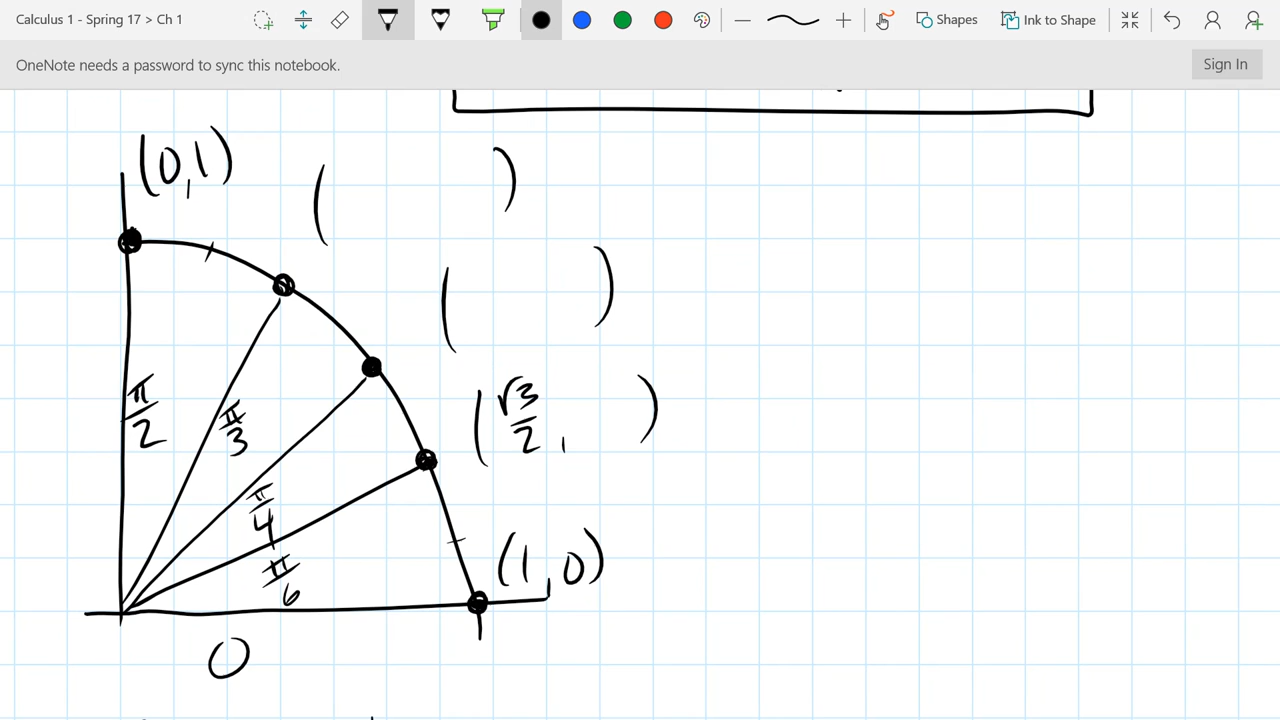 Calculus 1 - Spring 17 > Ch 1
Shapes
Ink to Shape
OneNote needs a password to sync this notebook.
Sign In
(0,1)
( )
( )
(√3/2, )
π/2
π/3
π/4
π/6
(1,0)
0